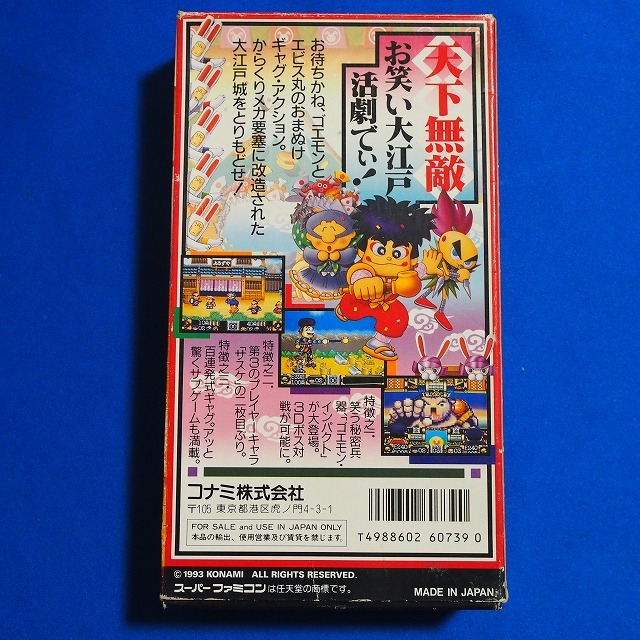 天下無敵
お笑い大江戸
活劇でぃ！
お待ちかね、ゴエモンと
エビス丸のおまぬけ
ギャグ・アクション。
からくりメカ要塞に改造された
大江戸城をとりもどせ！
特徴之一、
笑う秘密兵
器、「ゴエモン・
インパクト」
が大登場。
3Dボス対
戦が可能に。
特徴之二、
第3のプレイヤーキャラ
「サスケ」の二枚目ぶり。
特徴之三、
百連発式ギャグ。アッと
驚くサブゲームも満載。
コナミ株式会社
〒105 東京都港区虎ノ門4-3-1
FOR SALE and USE IN JAPAN ONLY
本品の輸出、使用営業及び賃貸を禁じます。
T4988602 60739 0
© 1993 KONAMI ALL RIGHTS RESERVED.
スーパーファミコンは任天堂の商標です。
MADE IN JAPAN